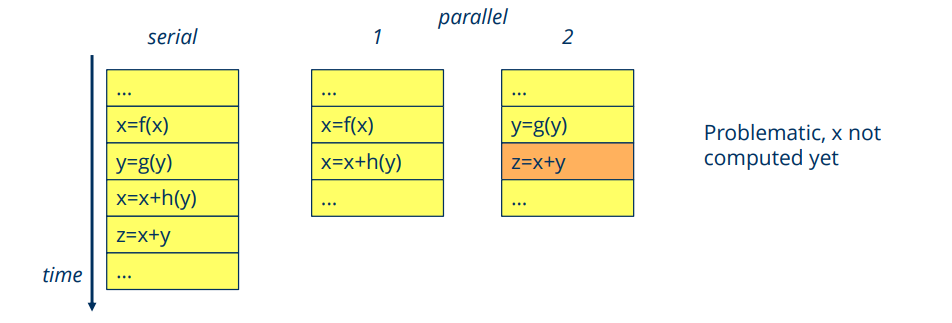 parallel
serial
1
2
...
x=f(x)
y=g(y)
x=x+h(y)
z=x+y
...
...
x=f(x)
x=x+h(y)
...
...
y=g(y)
z=x+y
...
Problematic, x not
computed yet
time